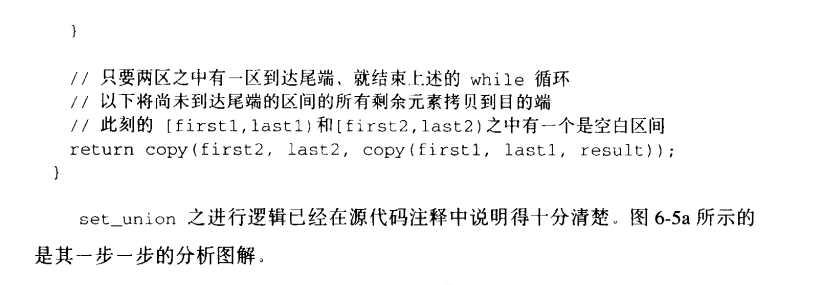 }
// 只要两区之中有一区到达尾端、就结束上述的 while 循环
// 以下将尚未到达尾端的区间的所有剩余元素拷贝到目的端
// 此刻的 [first1,last1)和[first2,last2)之中有一个是空白区间
return copy(first2, last2, copy(first1, last1, result));
}
set_union 之进行逻辑已经在源代码注释中说明得十分清楚。图 6-5a 所示的
是其一步一步的分析图解。